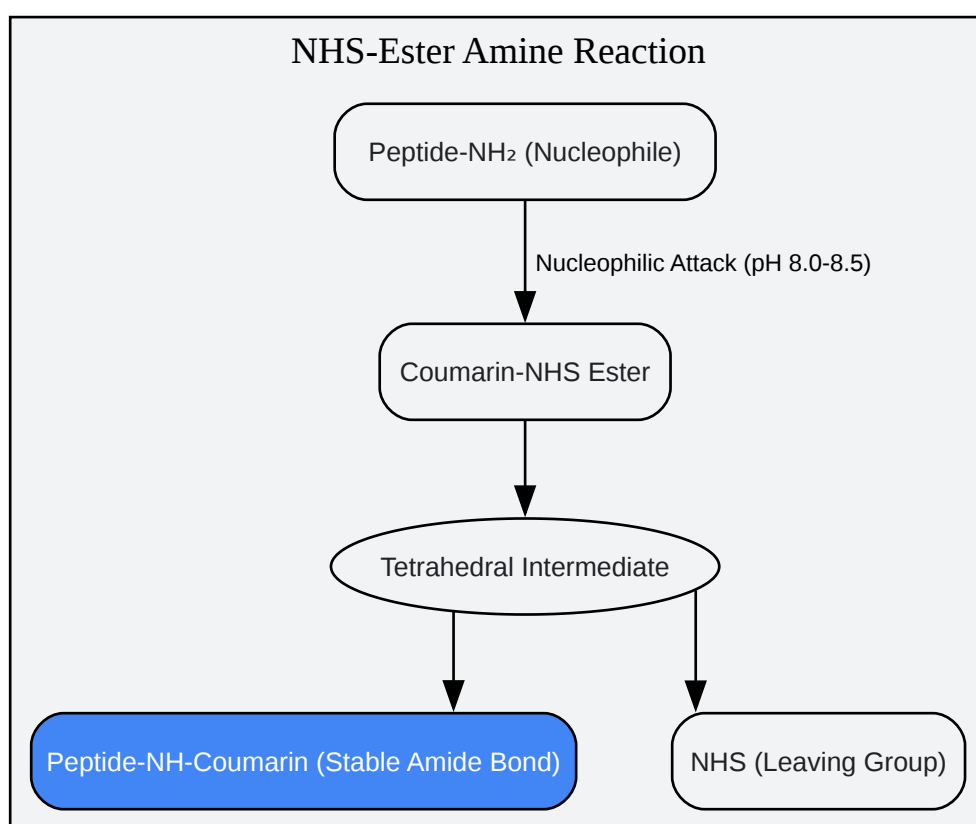 NHS-Ester Amine Reaction
Peptide-NH₂ (Nucleophile)
Nucleophilic Attack (pH 8.0-8.5)
Coumarin-NHS Ester
Tetrahedral Intermediate
Peptide-NH-Coumarin (Stable Amide Bond)
NHS (Leaving Group)